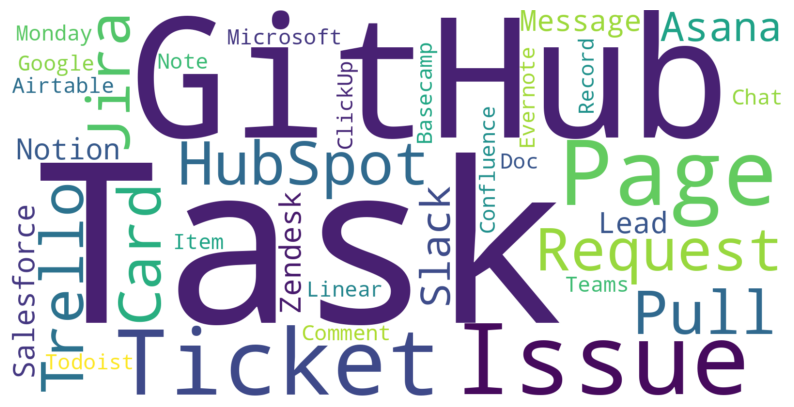 GitHub
Task
Issue
Ticket
Page
Request
Pull
HubSpot
Trello
Card
Jira
Asana
Slack
Message
Notion
Lead
Zendesk
Salesforce
Monday
Google
Airtable
Note
Microsoft
ClickUp
Basecamp
Evernote
Record
Chat
Confluence
Doc
Item
Linear
Comment
Teams
Todoist